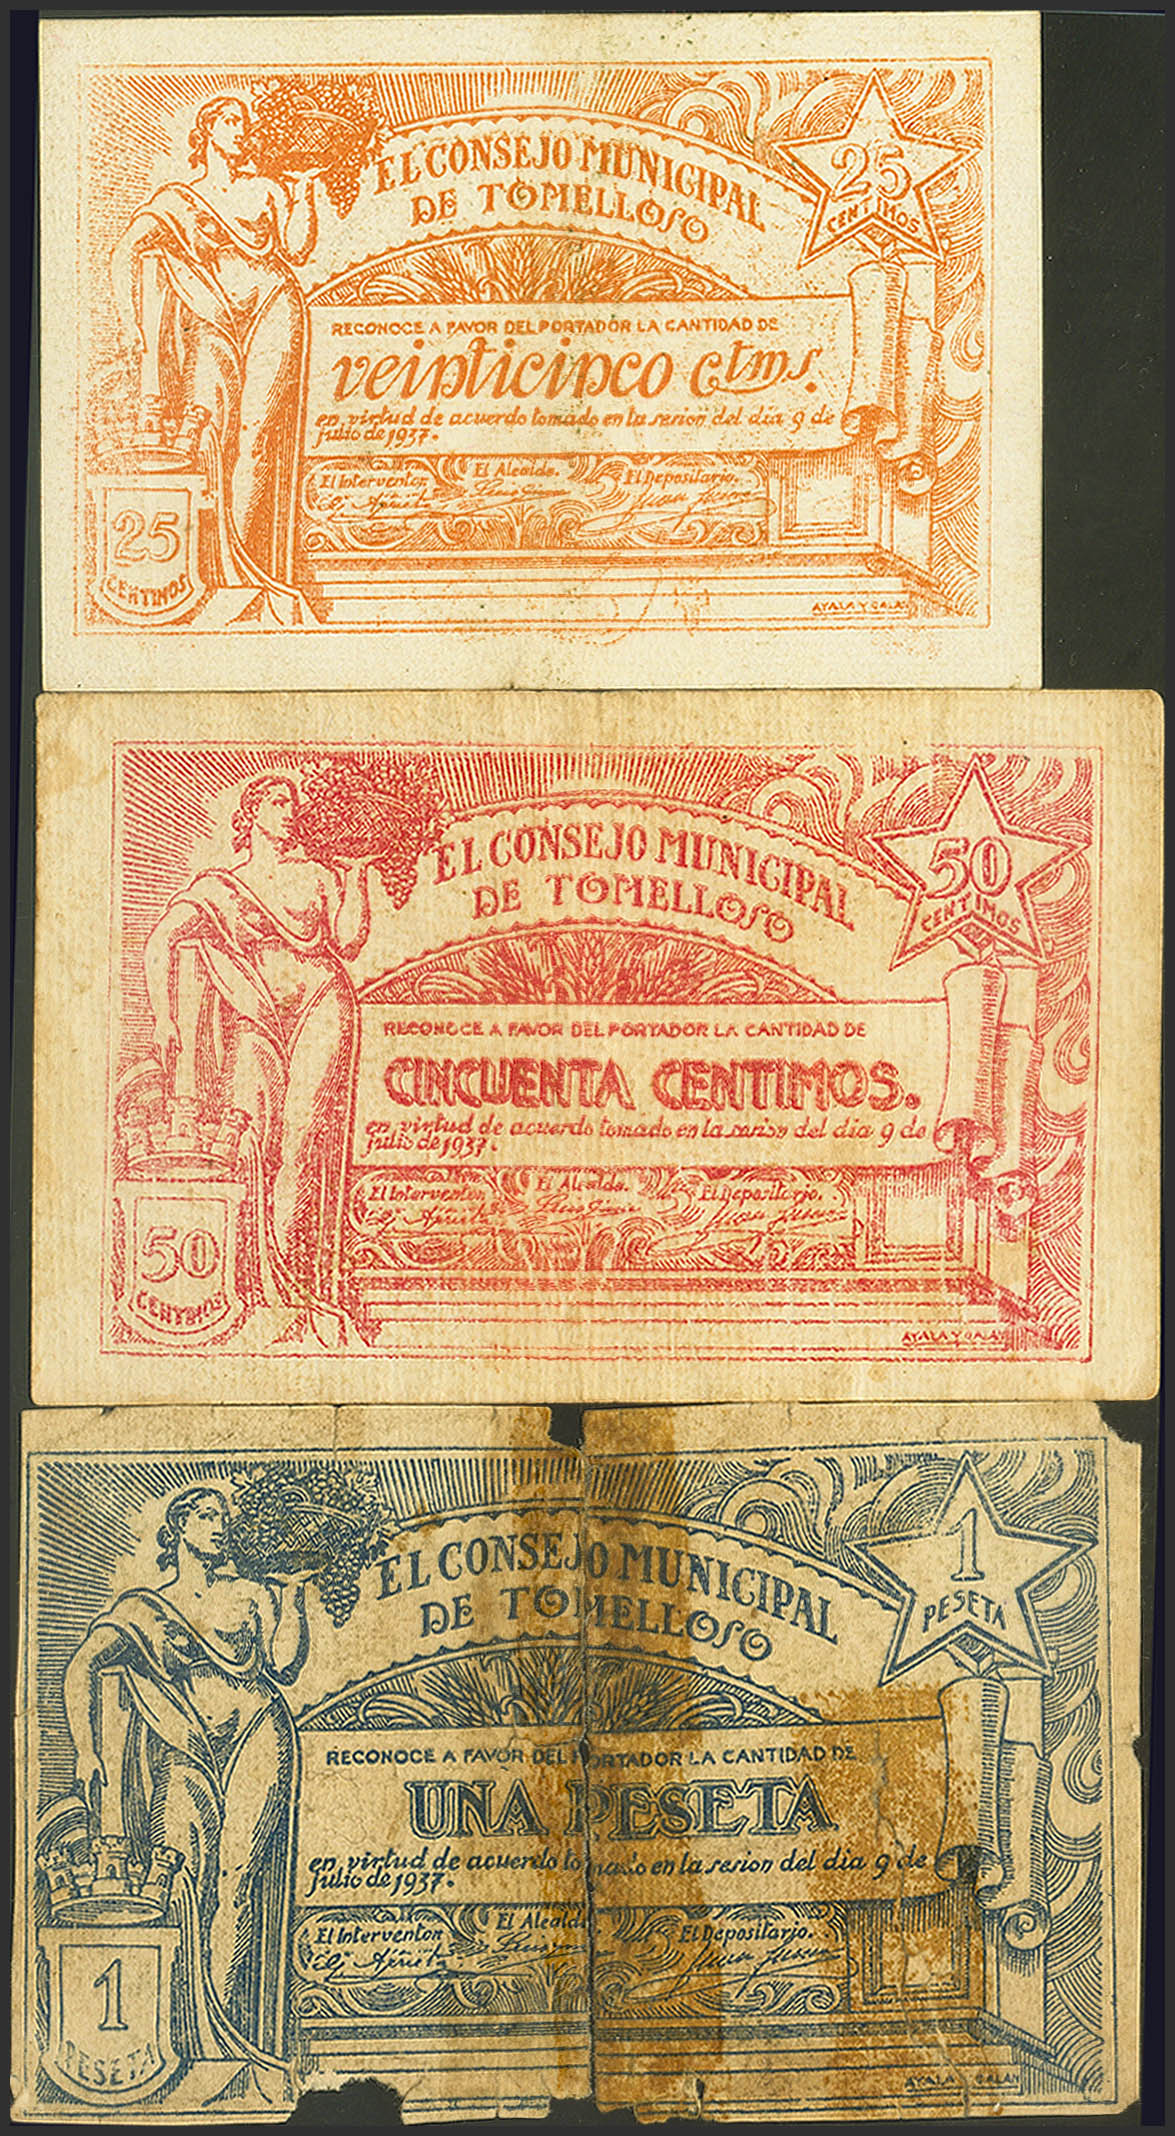 EL CONSEJO MUNICIPAL
DE TOMELLOSO
25
CENTIMOS
RECONOCE A FAVOR DEL PORTADOR LA CANTIDAD DE
veinticinco ctms.
en virtud de acuerdo tomado en la sesion del dia 9 de
julio de 1937.
El Interventor
El Alcalde.
El Depositario.
25
CENTIMOS
AYALA Y GALAN
EL CONSEJO MUNICIPAL
DE TOMELLOSO
50
CENTIMOS
RECONOCE A FAVOR DEL PORTADOR LA CANTIDAD DE
CINCUENTA CENTIMOS.
en virtud de acuerdo tomado en la sesion del dia 9 de
julio de 1937.
El Interventor
El Alcalde.
El Depositario.
50
CENTIMOS
AYALA Y GALAN
EL CONSEJO MUNICIPAL
DE TOMELLOSO
1
PESETA
RECONOCE A FAVOR DEL PORTADOR LA CANTIDAD DE
UNA PESETA
en virtud de acuerdo tomado en la sesion del dia 9 de
julio de 1937.
El Interventor
El Alcalde
El Depositario.
1
PESETA
AYALA GALAN